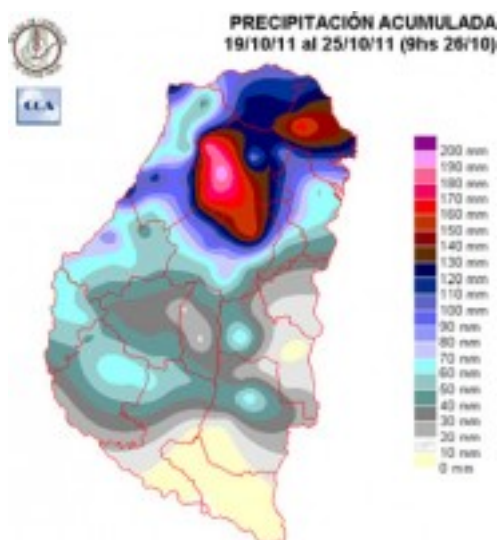 PRECIPITACIÓN ACUMULADA
19/10/11 al 25/10/11 (9hs 26/10)
200 mm
190 mm
180 mm
170 mm
160 mm
150 mm
140 mm
130 mm
120 mm
110 mm
100 mm
90 mm
80 mm
70 mm
60 mm
50 mm
40 mm
30 mm
20 mm
10 mm
0 mm